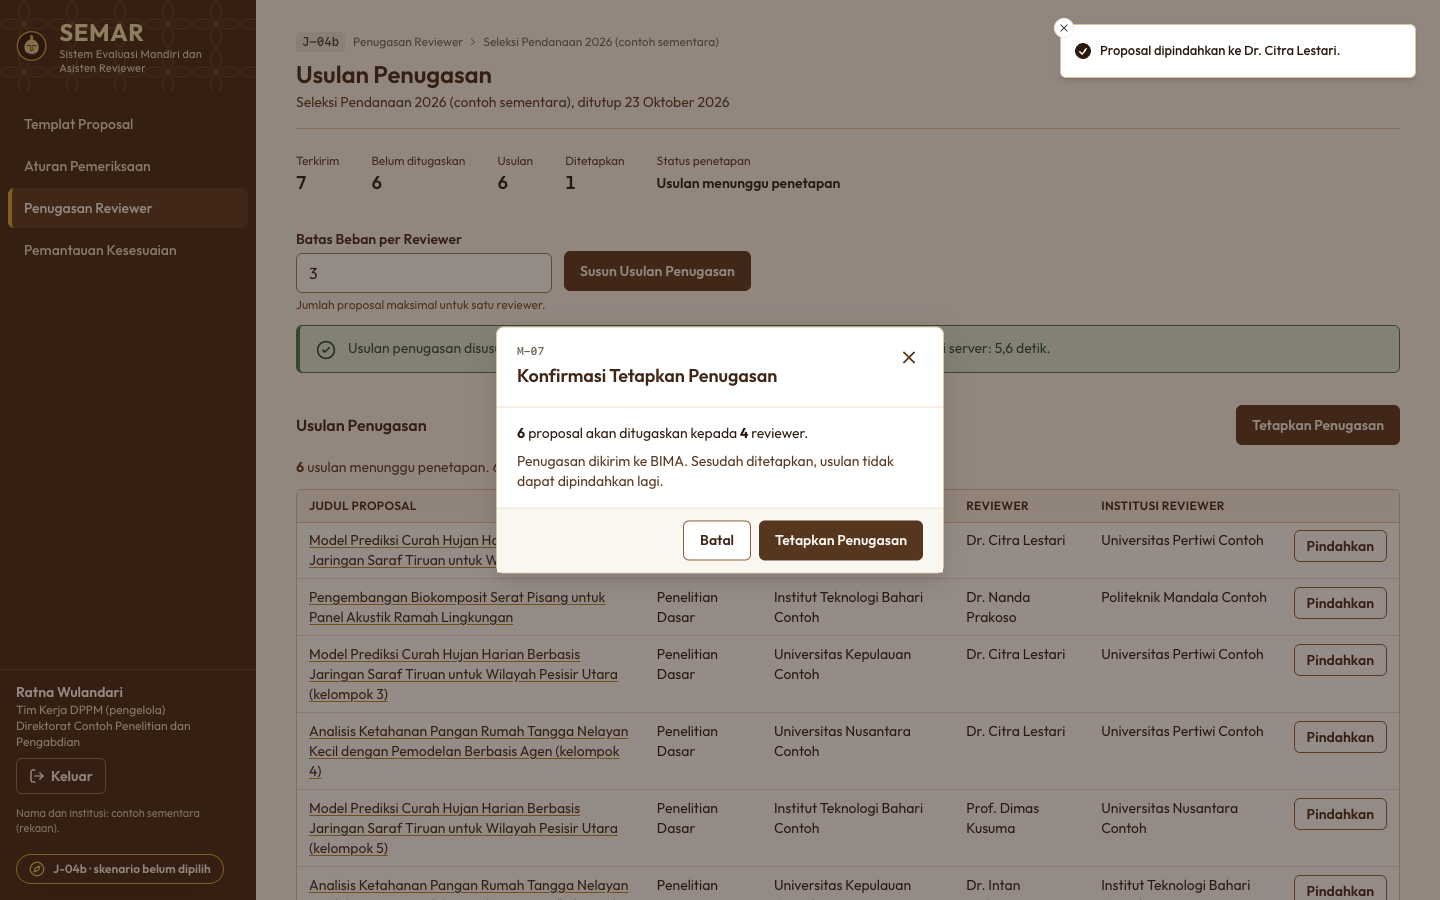 SEMAR
Sistem Evaluasi Mandiri dan
Asisten Reviewer
Templat Proposal
Aturan Pemeriksaan
Penugasan Reviewer
Pemantauan Kesesuaian
Ratna Wulandari
Tim Kerja DPPM (pengelola)
Direktorat Contoh Penelitian dan
Pengabdian
Keluar
Nama dan institusi: contoh sementara
(rekaan).
J-04b · skenario belum dipilih
J-04b Penugasan Reviewer > Seleksi Pendanaan 2026 (contoh sementara)
Usulan Penugasan
Seleksi Pendanaan 2026 (contoh sementara), ditutup 23 Oktober 2026
Proposal dipindahkan ke Dr. Citra Lestari.
Terkirim Belum ditugaskan Usulan Ditetapkan Status penetapan
7 6 6 1 Usulan menunggu penetapan
Batas Beban per Reviewer
3 Susun Usulan Penugasan
Jumlah proposal maksimal untuk satu reviewer.
Usulan penugasan disusu
i server: 5,6 detik.
M-07
Konfirmasi Tetapkan Penugasan
6 proposal akan ditugaskan kepada 4 reviewer.
Penugasan dikirim ke BIMA. Sesudah ditetapkan, usulan tidak
dapat dipindahkan lagi.
Batal Tetapkan Penugasan
Usulan Penugasan Tetapkan Penugasan
6 usulan menunggu penetapan.
JUDUL PROPOSAL REVIEWER INSTITUSI REVIEWER
Model Prediksi Curah Hujan Ha Dr. Citra Lestari Universitas Pertiwi Contoh Pindahkan
Jaringan Saraf Tiruan untuk W
Pengembangan Biokomposit Serat Pisang untuk Penelitian Institut Teknologi Bahari Dr. Nanda Politeknik Mandala Contoh Pindahkan
Panel Akustik Ramah Lingkungan Dasar Contoh Prakoso
Model Prediksi Curah Hujan Harian Berbasis Penelitian Universitas Kepulauan Dr. Citra Lestari Universitas Pertiwi Contoh Pindahkan
Jaringan Saraf Tiruan untuk Wilayah Pesisir Utara Dasar Contoh
(kelompok 3)
Analisis Ketahanan Pangan Rumah Tangga Nelayan Penelitian Universitas Nusantara Dr. Citra Lestari Universitas Pertiwi Contoh Pindahkan
Kecil dengan Pemodelan Berbasis Agen (kelompok Dasar Contoh
4)
Model Prediksi Curah Hujan Harian Berbasis Penelitian Institut Teknologi Bahari Prof. Dimas Universitas Nusantara Pindahkan
Jaringan Saraf Tiruan untuk Wilayah Pesisir Utara Dasar Contoh Kusuma Contoh
(kelompok 5)
Analisis Ketahanan Pangan Rumah Tangga Nelayan Penelitian Universitas Kepulauan Dr. Intan Institut Teknologi Bahari Pindahkan